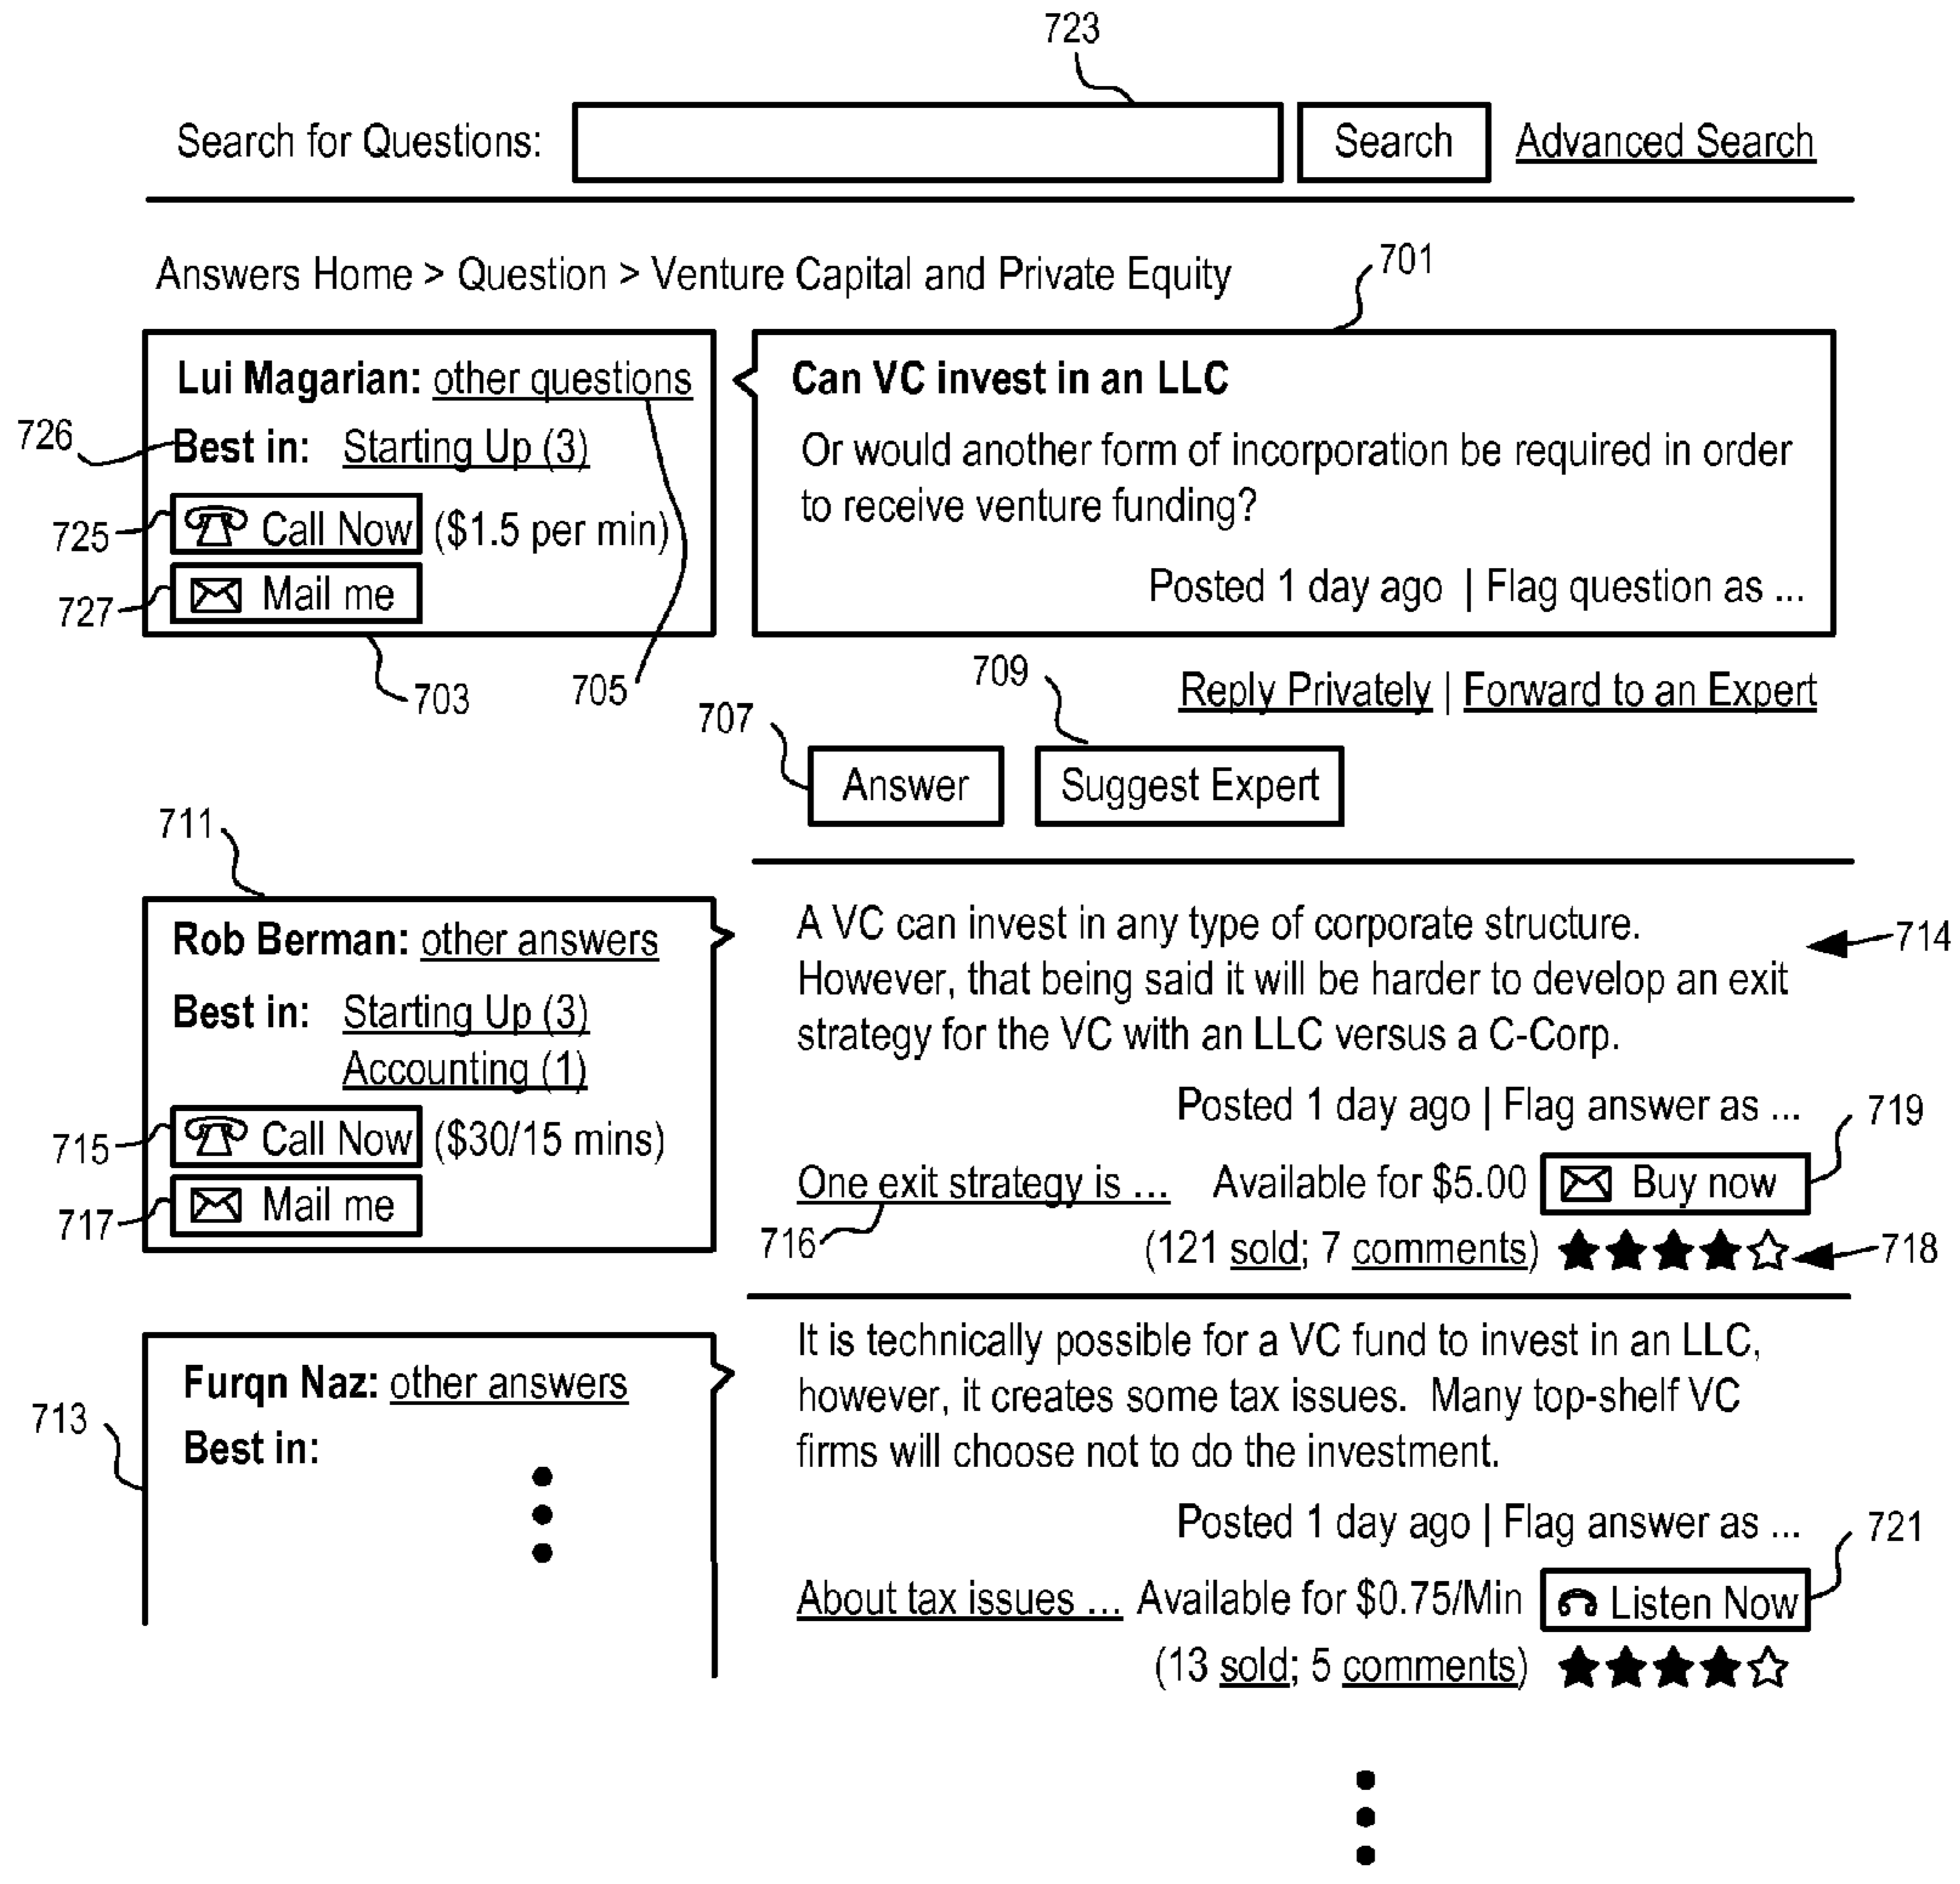 723
Search for Questions: Search Advanced Search
Answers Home > Question > Venture Capital and Private Equity
701
Lui Magarian: other questions
726
Best in: Starting Up (3)
725
Call Now ($1.5 per min)
727
Mail me
703
705
Can VC invest in an LLC
Or would another form of incorporation be required in order
to receive venture funding?
Posted 1 day ago | Flag question as ...
709
Reply Privately | Forward to an Expert
707
Answer Suggest Expert
711
Rob Berman: other answers
Best in: Starting Up (3)
Accounting (1)
715
Call Now ($30/15 mins)
717
Mail me
A VC can invest in any type of corporate structure.
714
However, that being said it will be harder to develop an exit
strategy for the VC with an LLC versus a C-Corp.
Posted 1 day ago | Flag answer as ...
719
One exit strategy is ... Available for $5.00 Buy now
716
(121 sold; 7 comments)
718
Furqn Naz: other answers
713
Best in:
It is technically possible for a VC fund to invest in an LLC,
however, it creates some tax issues. Many top-shelf VC
firms will choose not to do the investment.
Posted 1 day ago | Flag answer as ...
721
About tax issues ... Available for $0.75/Min Listen Now
(13 sold; 5 comments)